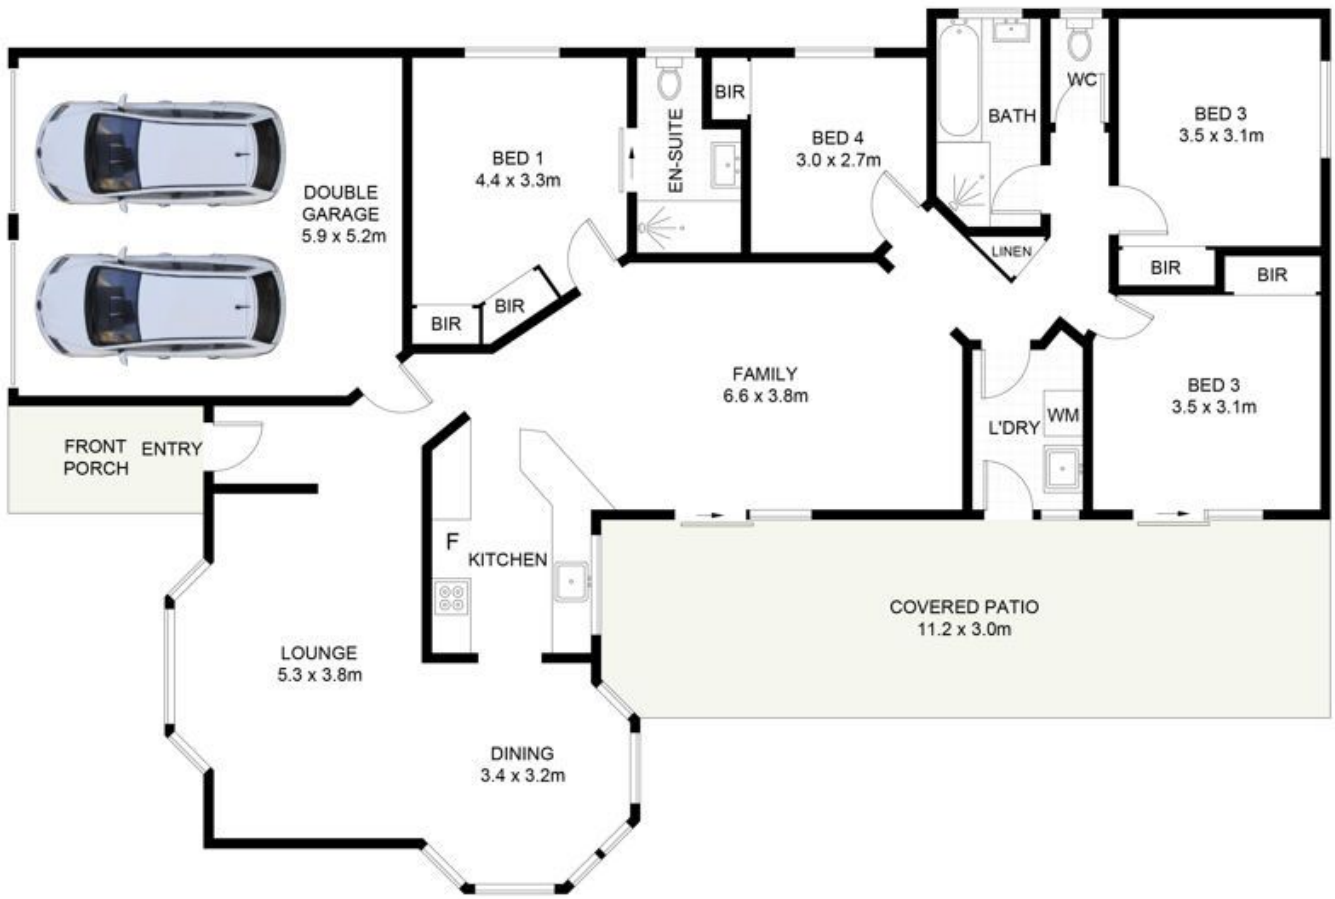 DOUBLE
GARAGE
5.9 x 5.2m
BED 1
4.4 x 3.3m
BIR
BIR
EN-SUITE
BIR
BED 4
3.0 x 2.7m
BATH
WC
BED 3
3.5 x 3.1m
LINEN
BIR
BIR
FAMILY
6.6 x 3.8m
BED 3
3.5 x 3.1m
L'DRY
WM
FRONT
PORCH
ENTRY
F
KITCHEN
COVERED PATIO
11.2 x 3.0m
LOUNGE
5.3 x 3.8m
DINING
3.4 x 3.2m